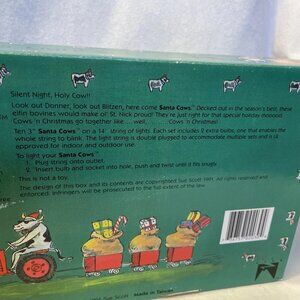 Silent Night, Holy Cow!!
Look out Donner, look out Blitzen, here come Santa Cows. Decked out in the season's best, these
citin bovines would make ol' St. Nick proud! They're just right for that special holiday moooood.
Cows 'n Christmas go together like ... well, .......... Cows 'n Christmas!
Ten 3" Santa Cows on a 14' string of lights. Each set includes 2 extra bulbs, one that enables the
whole string to blink. The light string is double plugged to accommodate multiple sets and is UL
approved for indoor and outdoor use.
To light your Santa Cows
1. Plug string into outlet.
2. Insert bulb and socket into hole, push and twist until it fits snugly.
This is not a toy.
The design of this box and its contents are copyrighted Sue Scott 1991. All rights reserved and
enforced. Infringers will be prosecuted to the full extent of the law.
Scott
Made in Taiwan